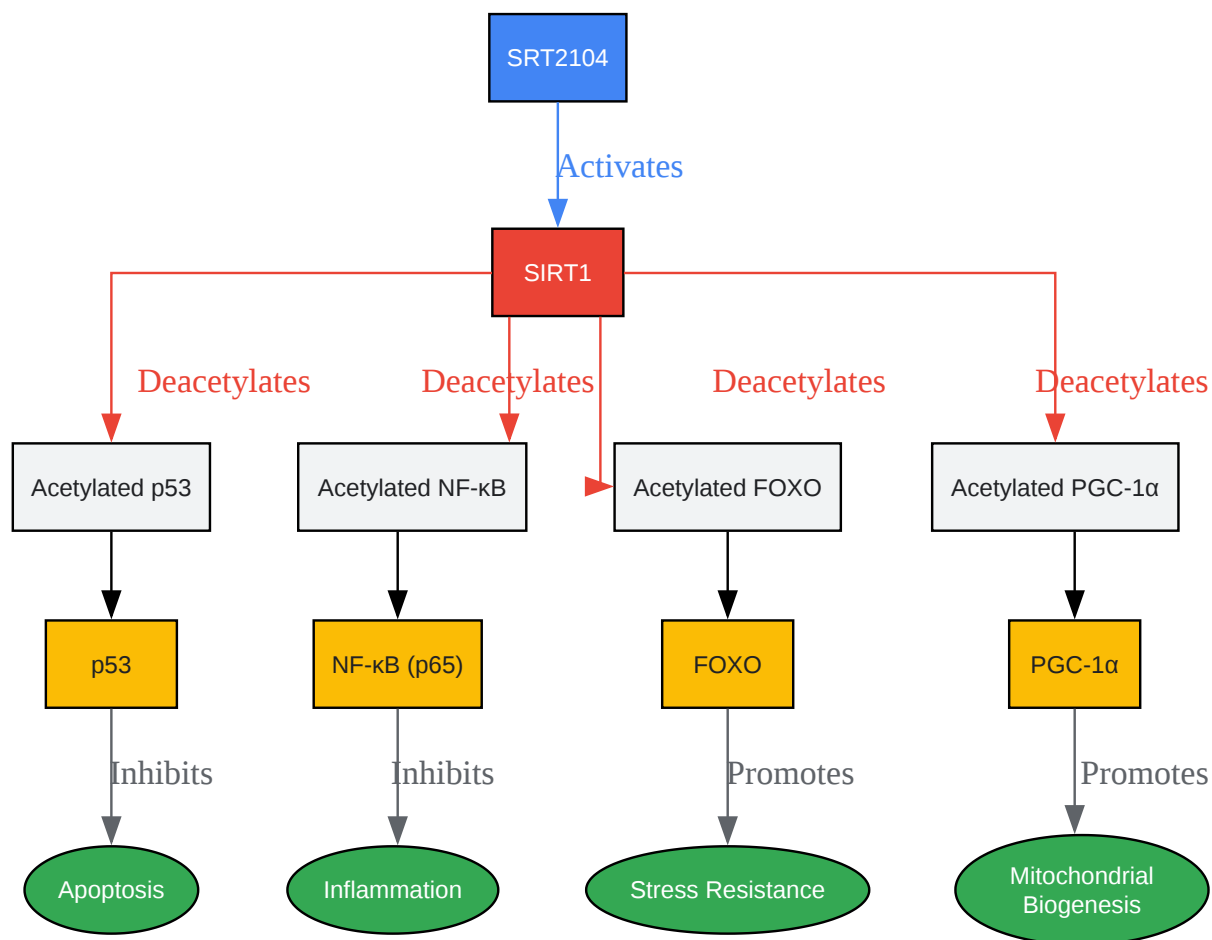 SRT2104
Activates
SIRT1
Deacetylates
Deacetylates
Deacetylates
Deacetylates
Acetylated p53
Acetylated NF-κB
Acetylated FOXO
Acetylated PGC-1α
p53
NF-κB (p65)
FOXO
PGC-1α
Inhibits
Inhibits
Promotes
Promotes
Apoptosis
Inflammation
Stress Resistance
Mitochondrial
Biogenesis